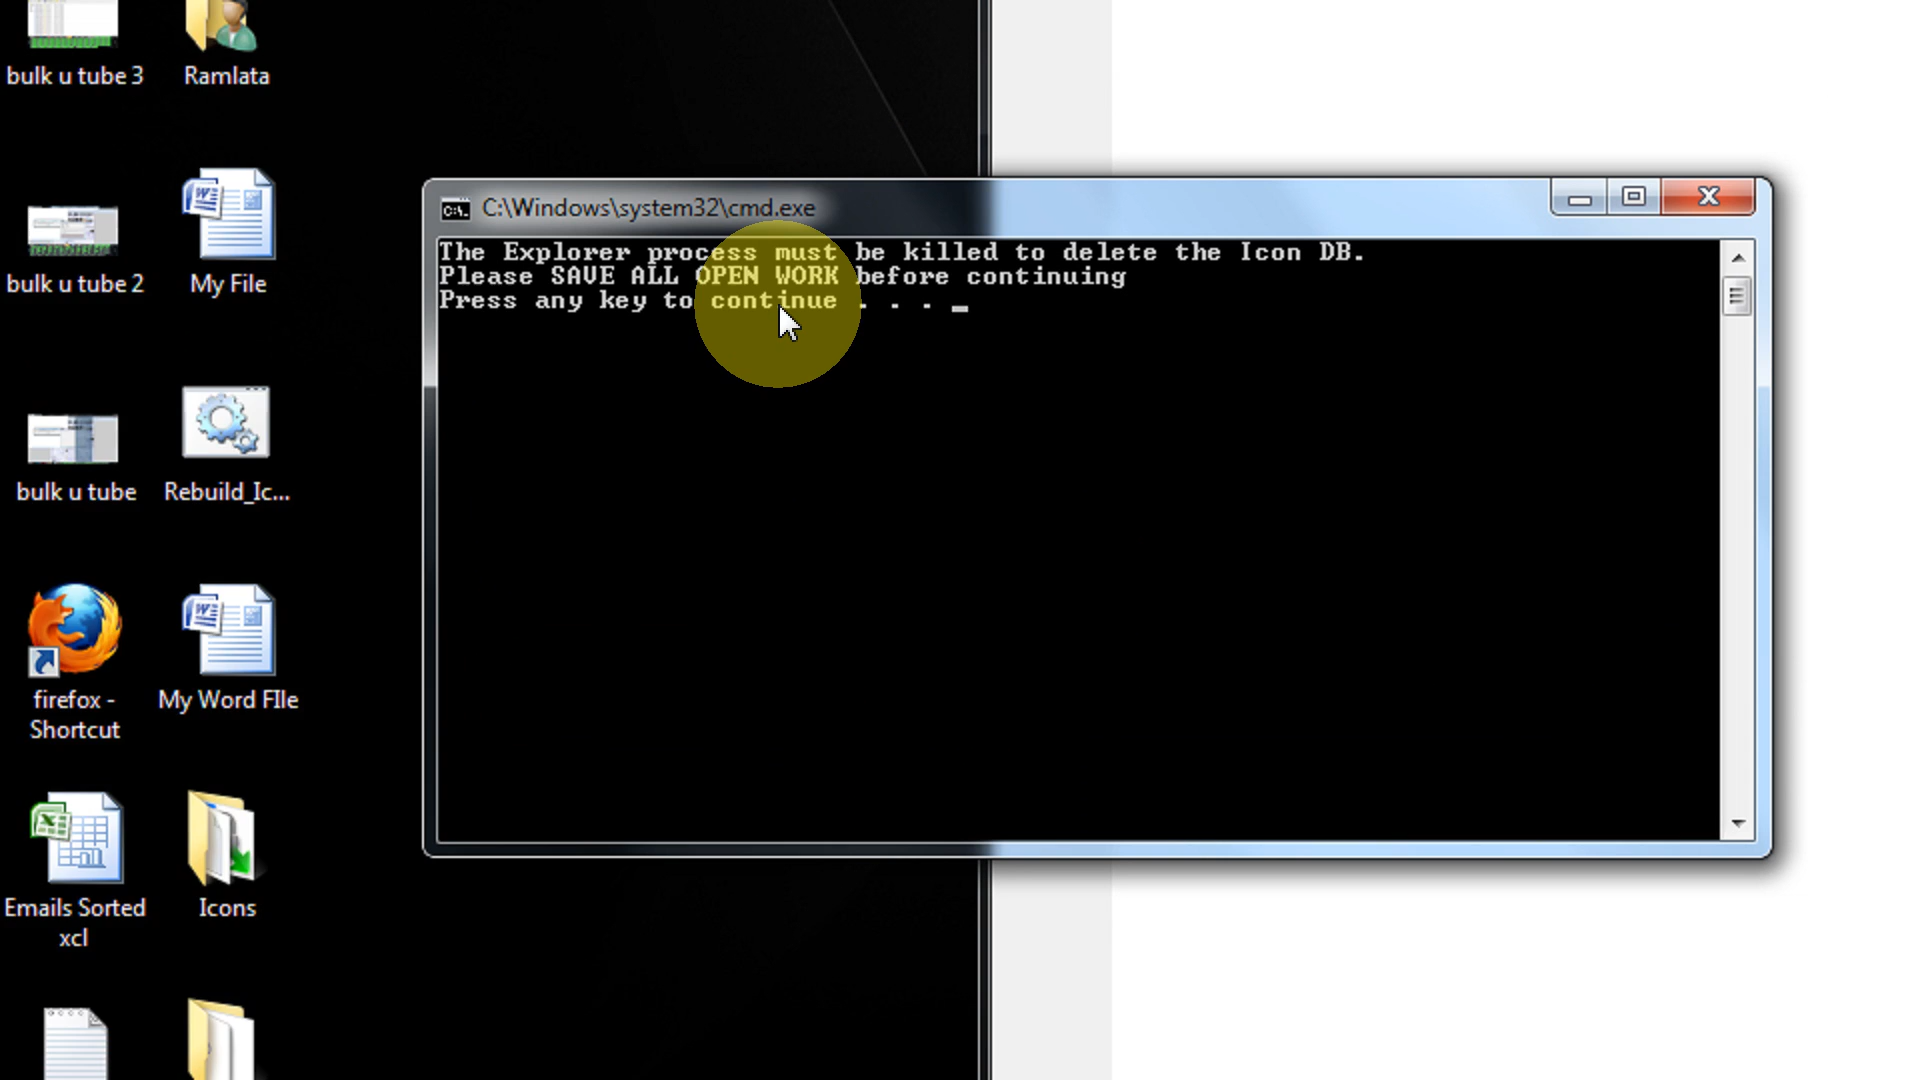 bulk u tube 3
Ramlata
bulk u tube 2
My File
bulk u tube
Rebuild_Ic...
firefox -
Shortcut
My Word FIle
Emails Sorted
xcl
Icons
C:\Windows\system32\cmd.exe
The Explorer process must be killed to delete the Icon DB.
Please SAVE ALL OPEN WORK before continuing
Press any key to continue . . . _